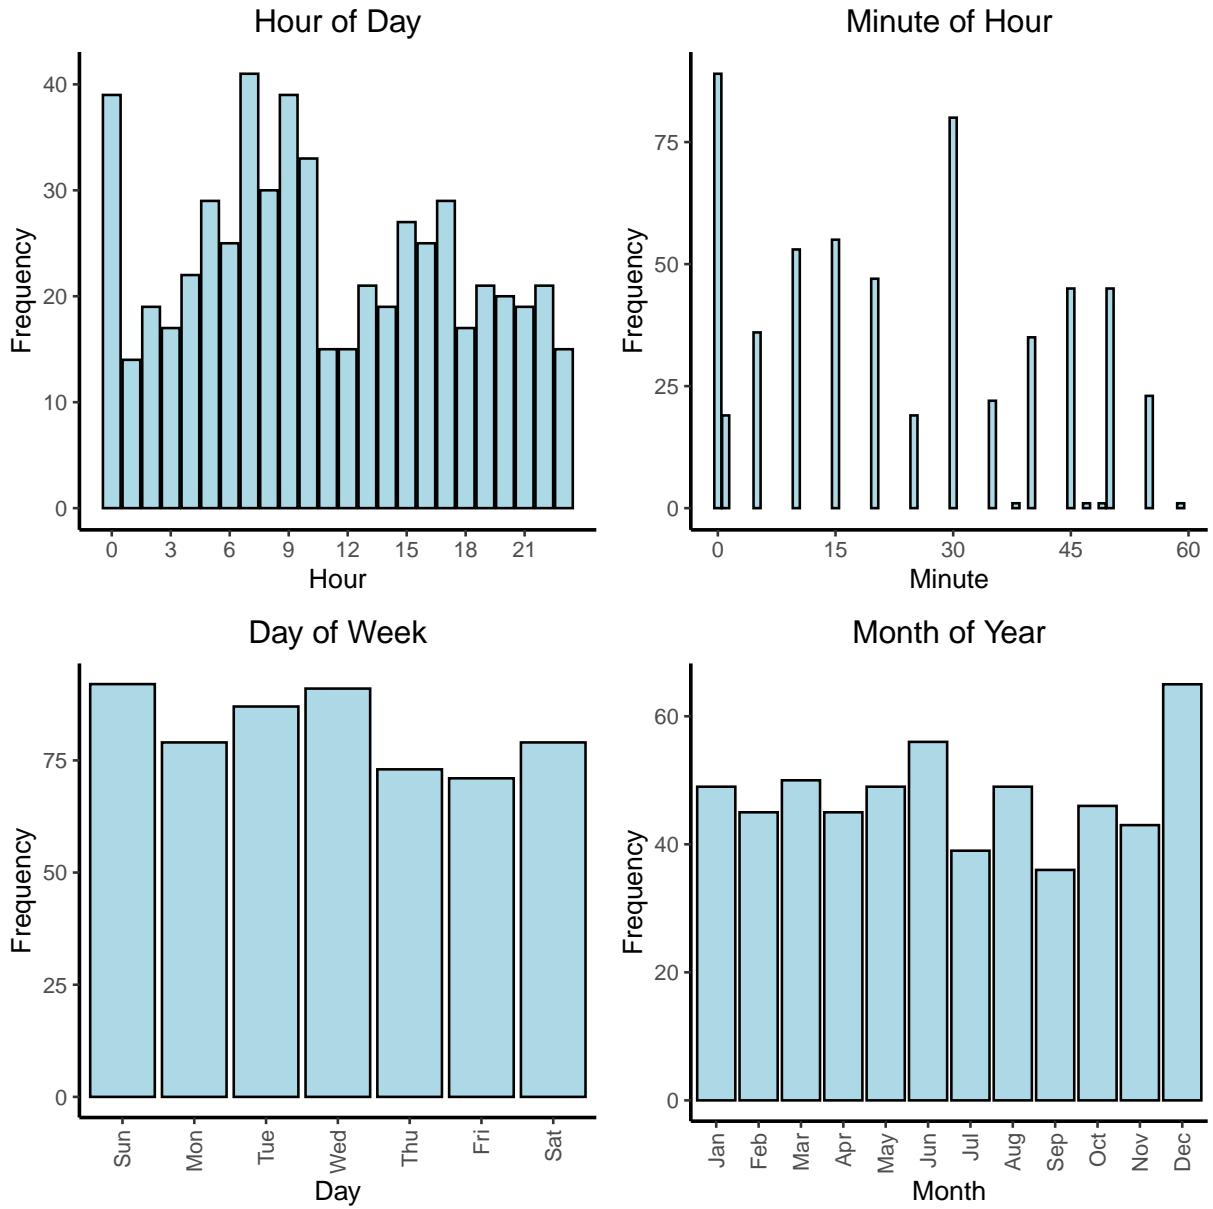 Hour of Day
Frequency
40
30
20
10
0
0 3 6 9 12 15 18 21
Hour
Minute of Hour
Frequency
75
50
25
0
0 15 30 45 60
Minute
Day of Week
Frequency
75
50
25
0
Sun Mon Tue Wed Thu Fri Sat
Day
Month of Year
Frequency
60
40
20
0
Jan Feb Mar Apr May Jun Jul Aug Sep Oct Nov Dec
Month